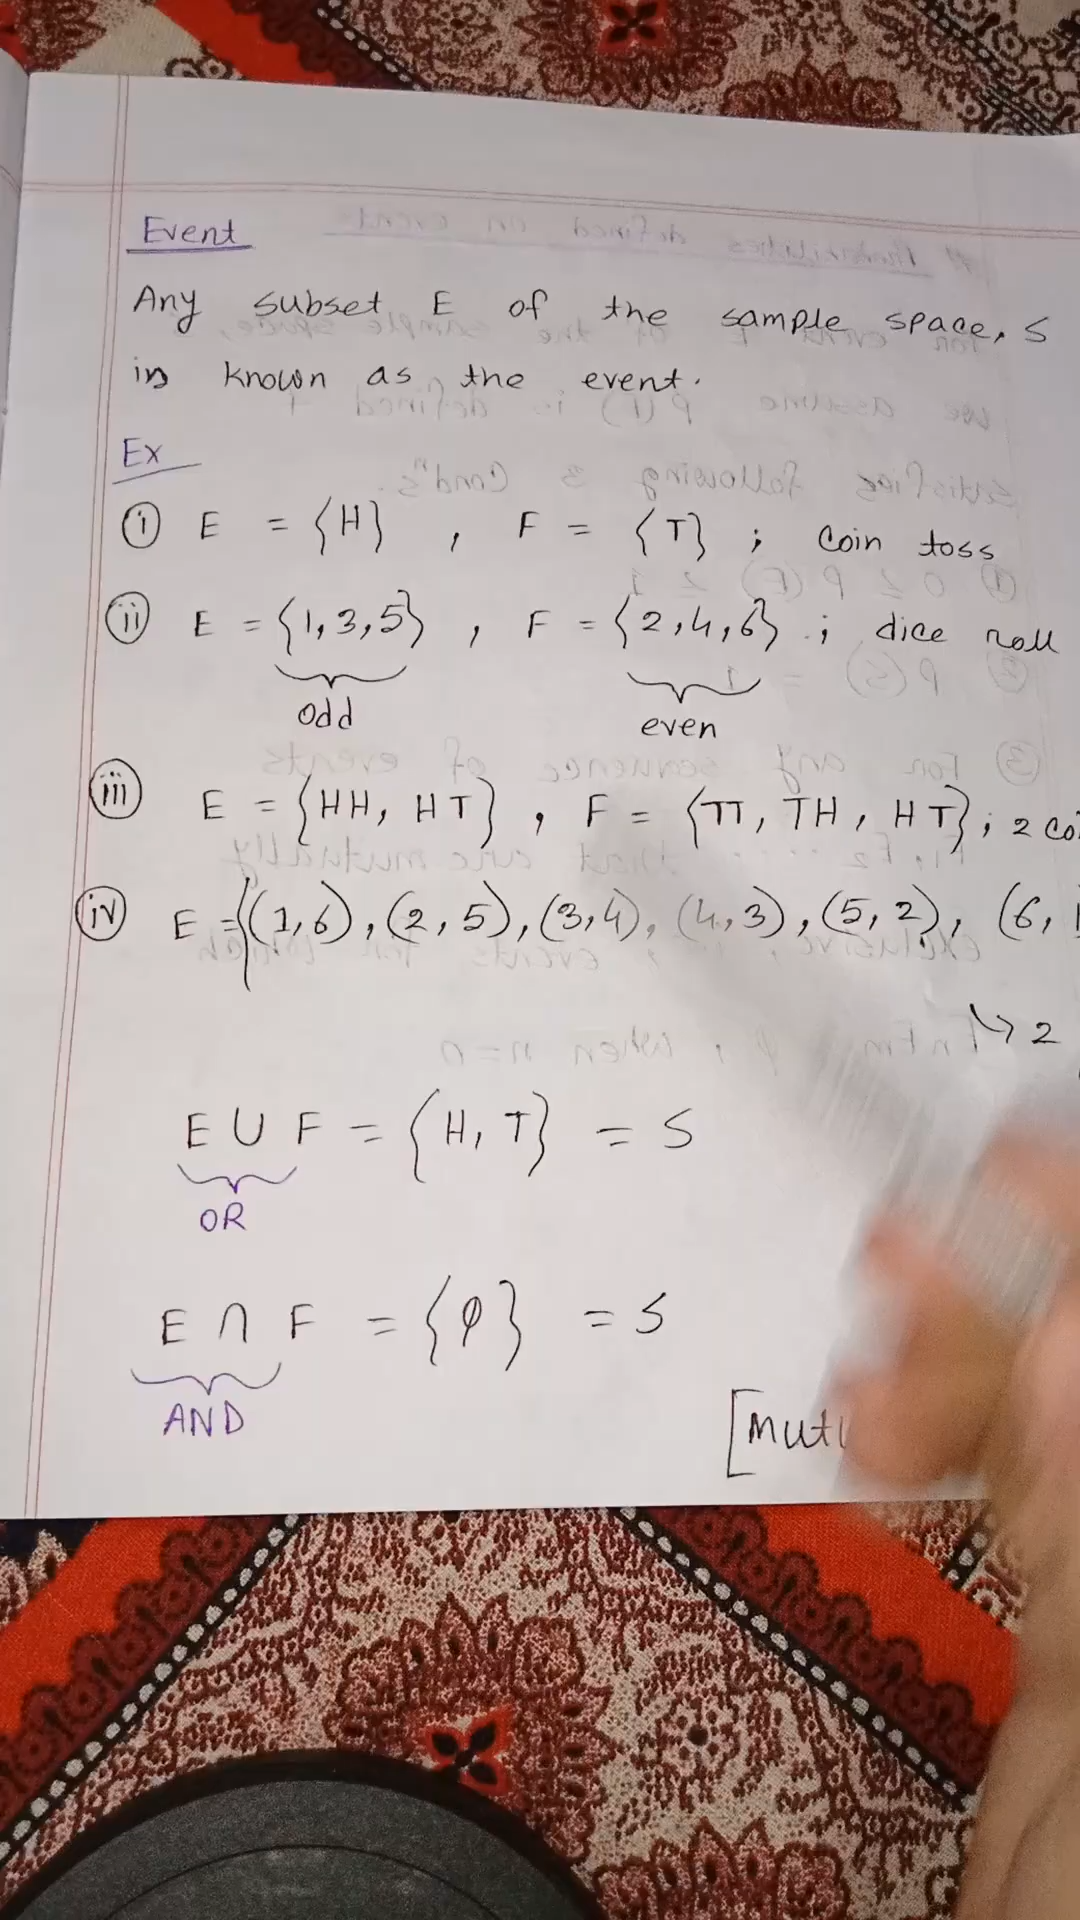 Event
Any subset E of the sample space, S
is known as the event.
Ex
(i) E = {H} , F = {T} ; coin toss
(ii) E = {1,3,5} , F = {2,4,6} ; dice roll
odd even
(iii) E = {HH, HT} , F = {TT, TH, HT} ; 2
(iv) E = {(1,6), (2,5), (3,4), (4,3), (5,2), (6,
↳ 2
E ∪ F = {H, T} = S
OR
E ∩ F = {φ} = S
AND